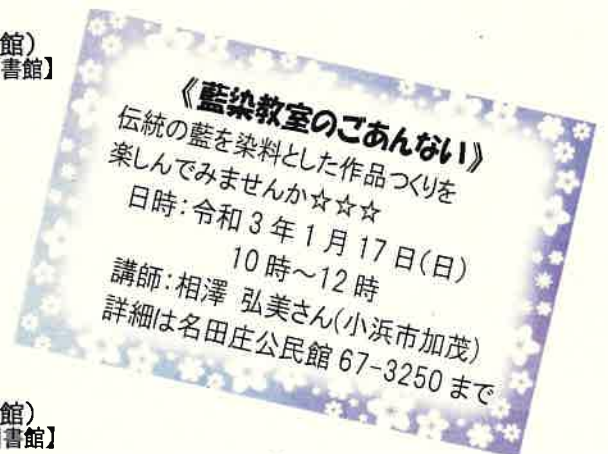 館)
書館】
《藍染教室のごあんない》
伝統の藍を染料とした作品つくりを
楽しんでみませんか☆☆☆
日時:令和3年1月17日(日)
10時~12時
講師:相澤 弘美さん(小浜市加茂)
詳細は名田庄公民館 67-3250 まで
館)
書館】